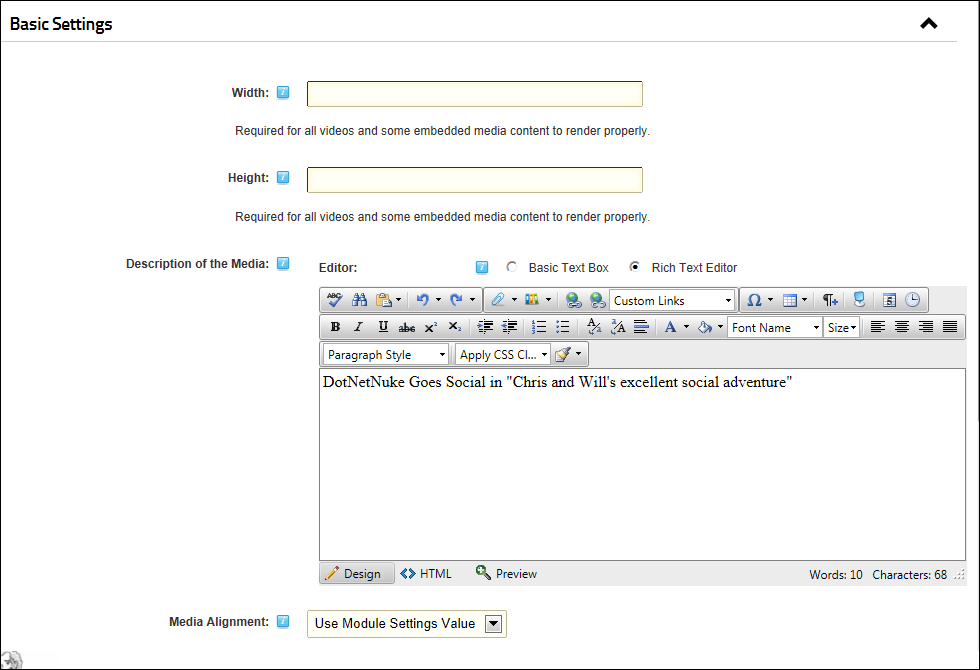 Basic Settings
Width:
Required for all videos and some embedded media content to render properly.
Height:
Required for all videos and some embedded media content to render properly.
Description of the Media:
Editor: Basic Text Box Rich Text Editor
Custom Links
B I U abc x² x₂ A Font Name Size
Paragraph Style Apply CSS Cl...
DotNetNuke Goes Social in "Chris and Will's excellent social adventure"
Design HTML Preview Words: 10 Characters: 68
Media Alignment: Use Module Settings Value